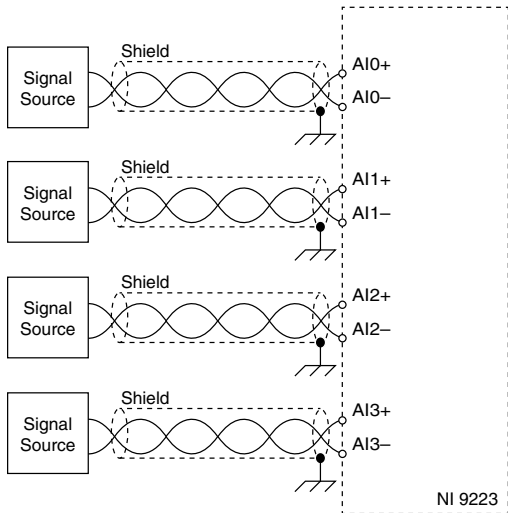 Shield
Signal
Source
AI0+
AI0–
Shield
Signal
Source
AI1+
AI1–
Shield
Signal
Source
AI2+
AI2–
Shield
Signal
Source
AI3+
AI3–
NI 9223